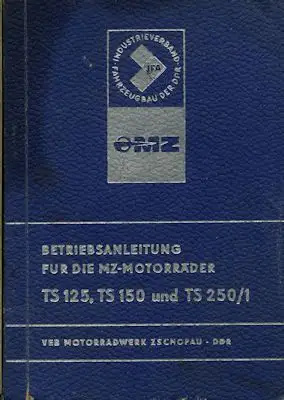 INDUSTRIEVERBAND
FAHRZEUGBAU DER DDR
IFA
MZ
BETRIEBSANLEITUNG
FÜR DIE MZ-MOTORRÄDER
TS 125, TS 150 und TS 250/1
VEB MOTORRADWERK ZSCHOPAU - DDR